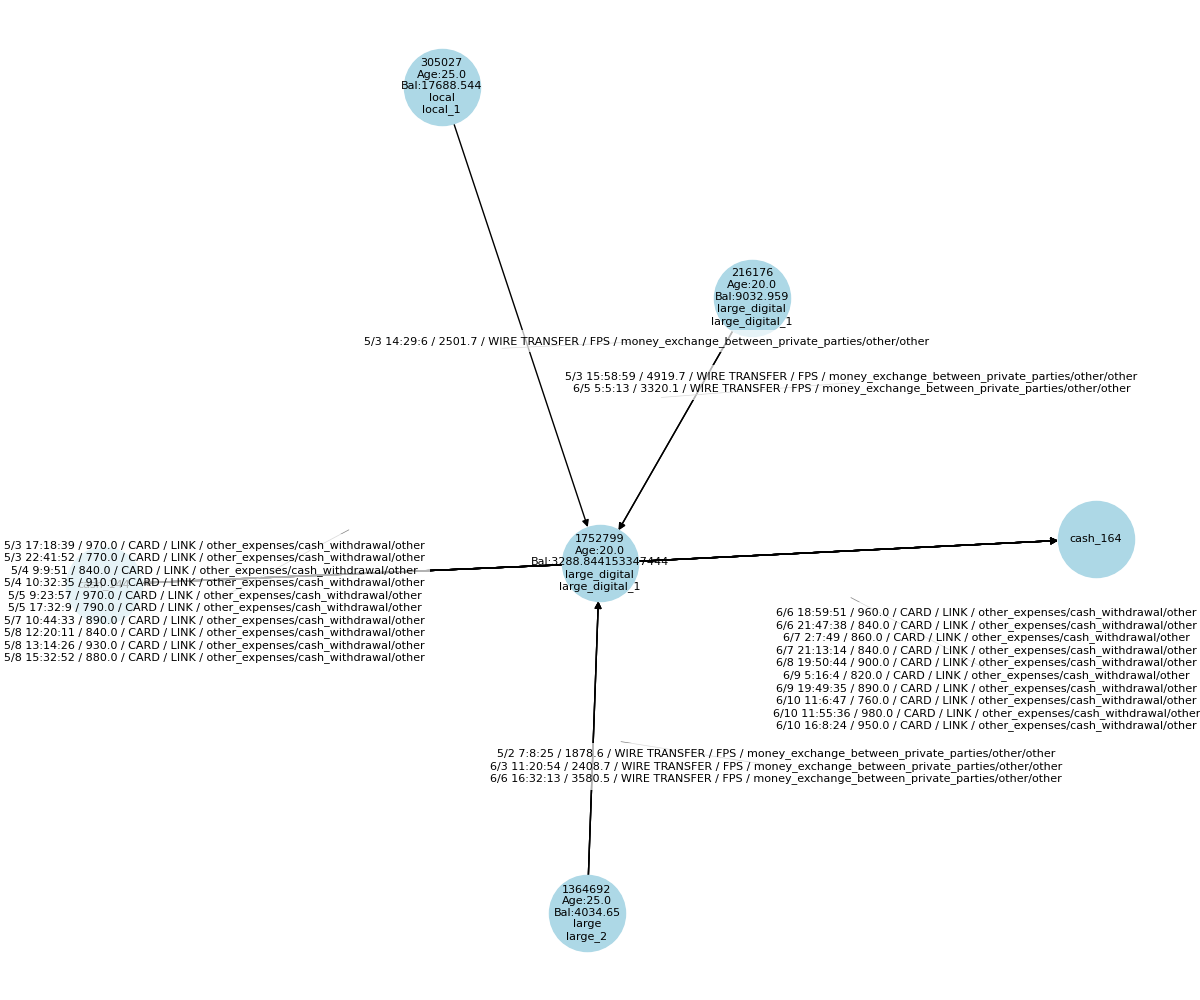 305027
Age:25.0
Bal:17688.544
local
local_1
216176
Age:20.0
Bal:9032.959
large_digital
large_digital_1
5/3 14:29:6 / 2501.7 / WIRE TRANSFER / FPS / money_exchange_between_private_parties/other/other
5/3 15:58:59 / 4919.7 / WIRE TRANSFER / FPS / money_exchange_between_private_parties/other/other
6/5 5:5:13 / 3320.1 / WIRE TRANSFER / FPS / money_exchange_between_private_parties/other/other
1752799
Age:20.0
Bal:3288.844153347444
large_digital
large_digital_1
cash_164
5/3 17:18:39 / 970.0 / CARD / LINK / other_expenses/cash_withdrawal/other
5/3 22:41:52 / 770.0 / CARD / LINK / other_expenses/cash_withdrawal/other
5/4 9:9:51 / 840.0 / CARD / LINK / other_expenses/cash_withdrawal/other
5/4 10:32:35 / 910.0 / CARD / LINK / other_expenses/cash_withdrawal/other
5/5 9:23:57 / 970.0 / CARD / LINK / other_expenses/cash_withdrawal/other
5/5 17:32:9 / 790.0 / CARD / LINK / other_expenses/cash_withdrawal/other
5/7 10:44:33 / 890.0 / CARD / LINK / other_expenses/cash_withdrawal/other
5/8 12:20:11 / 840.0 / CARD / LINK / other_expenses/cash_withdrawal/other
5/8 13:14:26 / 930.0 / CARD / LINK / other_expenses/cash_withdrawal/other
5/8 15:32:52 / 880.0 / CARD / LINK / other_expenses/cash_withdrawal/other
6/6 18:59:51 / 960.0 / CARD / LINK / other_expenses/cash_withdrawal/other
6/6 21:47:38 / 840.0 / CARD / LINK / other_expenses/cash_withdrawal/other
6/7 2:7:49 / 860.0 / CARD / LINK / other_expenses/cash_withdrawal/other
6/7 21:13:14 / 840.0 / CARD / LINK / other_expenses/cash_withdrawal/other
6/8 19:50:44 / 900.0 / CARD / LINK / other_expenses/cash_withdrawal/other
6/9 5:16:4 / 820.0 / CARD / LINK / other_expenses/cash_withdrawal/other
6/9 19:49:35 / 890.0 / CARD / LINK / other_expenses/cash_withdrawal/other
6/10 11:6:47 / 760.0 / CARD / LINK / other_expenses/cash_withdrawal/other
6/10 11:55:36 / 980.0 / CARD / LINK / other_expenses/cash_withdrawal/other
6/10 16:8:24 / 950.0 / CARD / LINK / other_expenses/cash_withdrawal/other
5/2 7:8:25 / 1878.6 / WIRE TRANSFER / FPS / money_exchange_between_private_parties/other/other
6/3 11:20:54 / 2408.7 / WIRE TRANSFER / FPS / money_exchange_between_private_parties/other/other
6/6 16:32:13 / 3580.5 / WIRE TRANSFER / FPS / money_exchange_between_private_parties/other/other
1364692
Age:25.0
Bal:4034.65
large
large_2